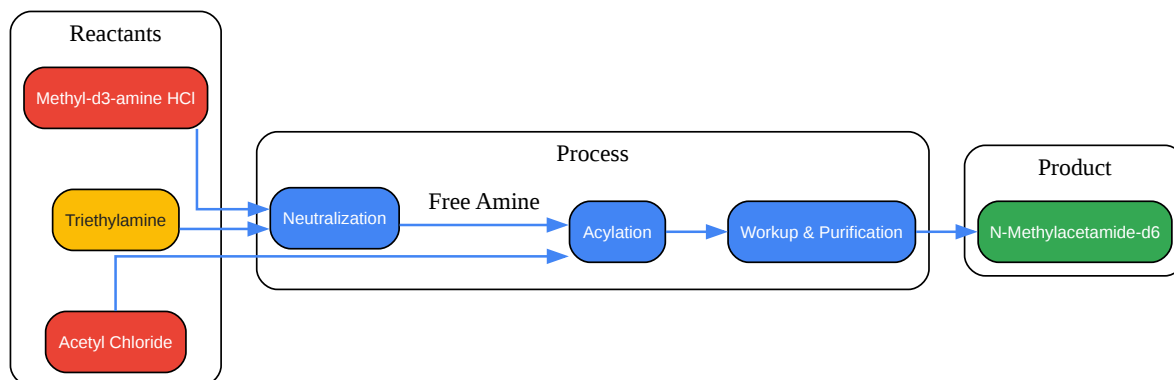 Reactants
Methyl-d3-amine HCl
Triethylamine
Acetyl Chloride
Process
Neutralization
Free Amine
Acylation
Workup & Purification
Product
N-Methylacetamide-d6